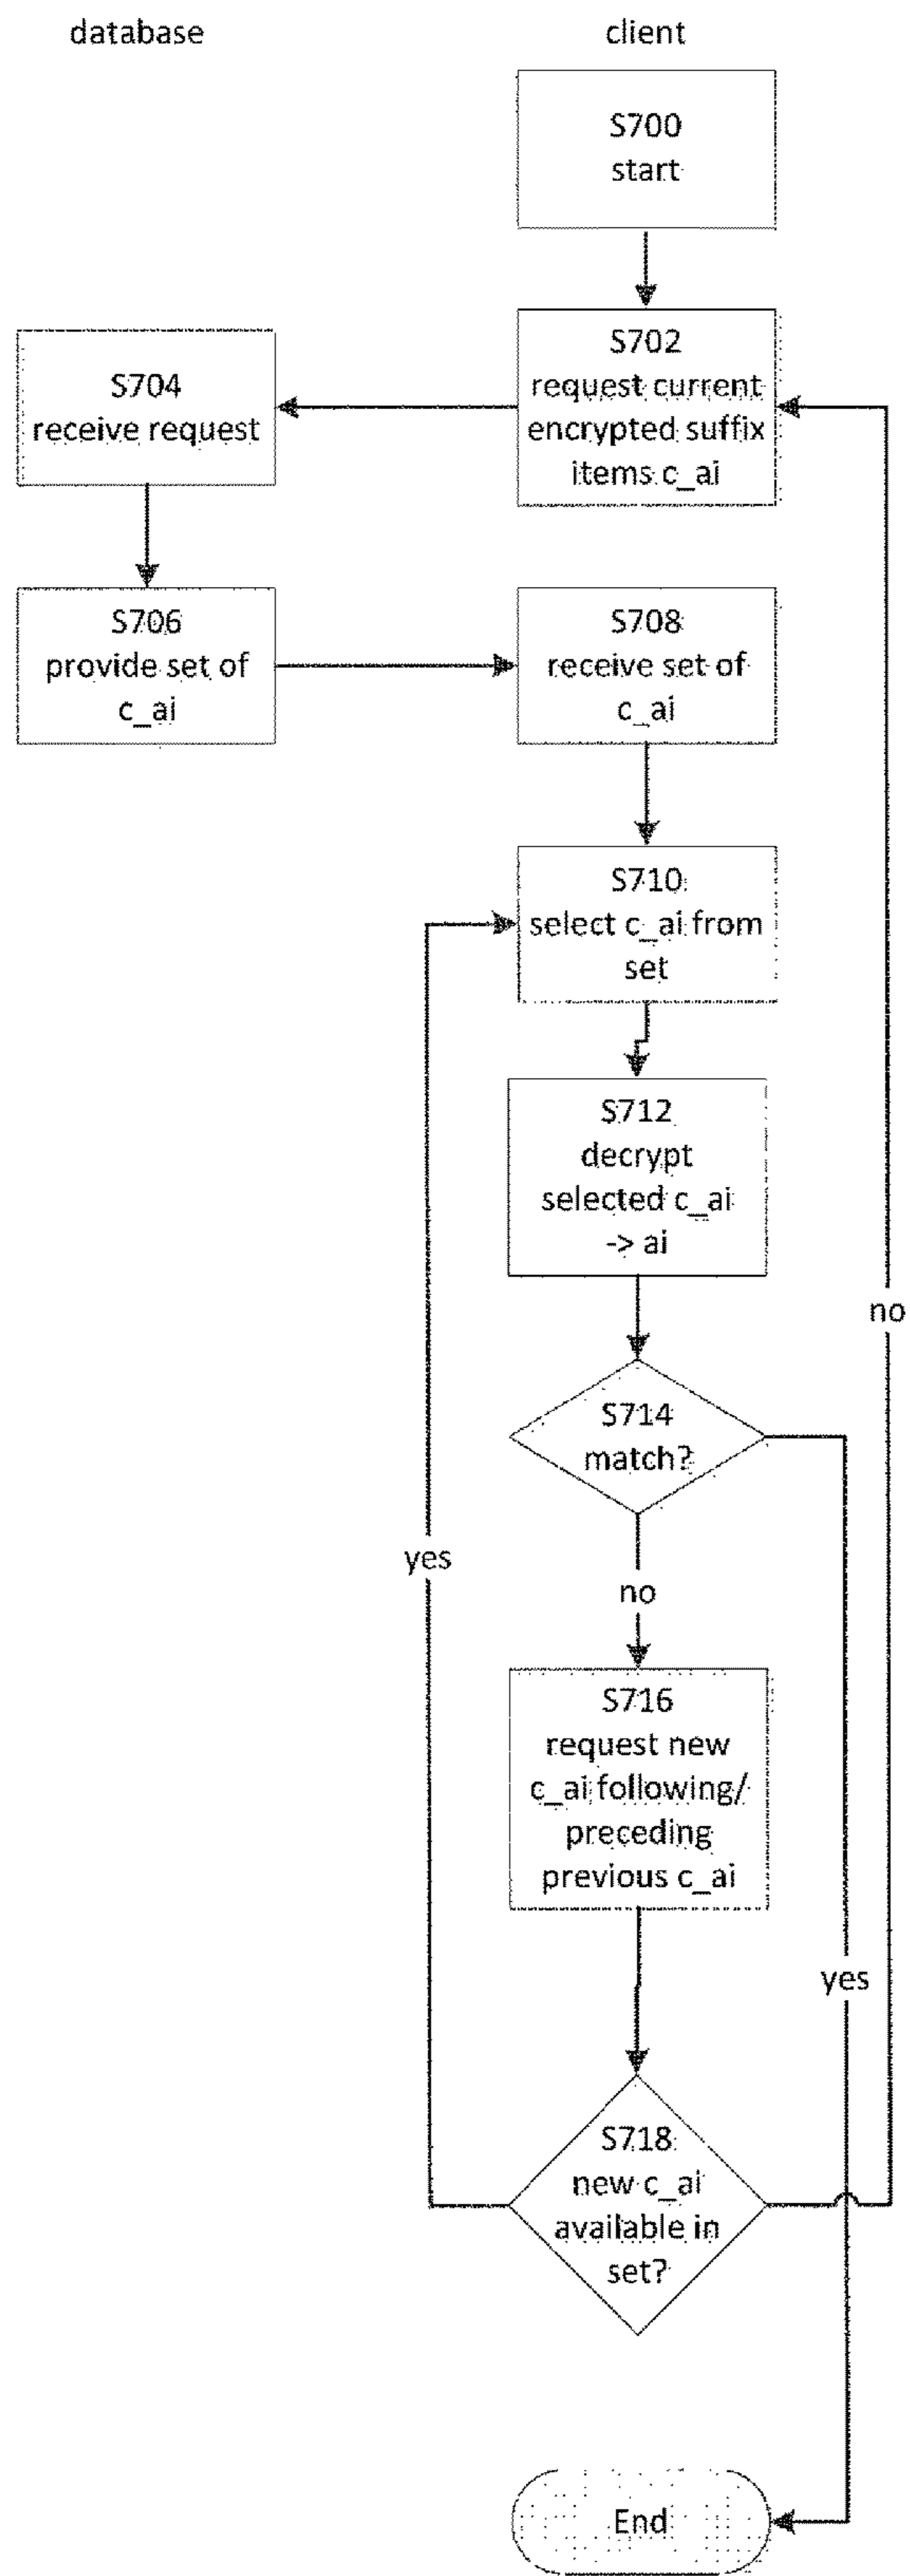 database
client
S700
start
S702
request current
encrypted suffix
items c_ai
S704
receive request
S706
provide set of
c_ai
S708
receive set of
c_ai
S710
select c_ai from
set
S712
decrypt
selected c_ai
-> ai
no
S714
match?
yes
no
S716
request new
c_ai following/
preceding
previous c_ai
yes
S718
new c_ai
available in
set?
End